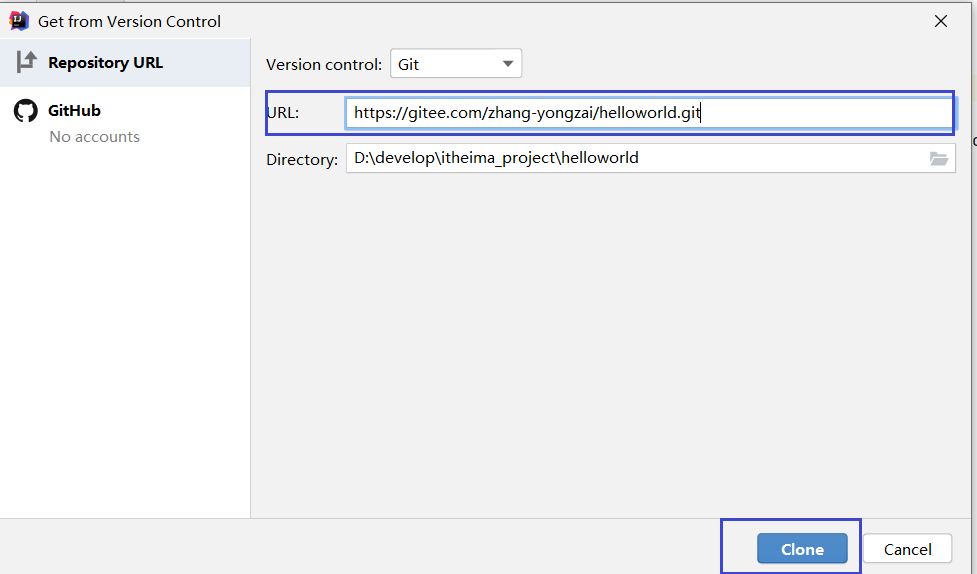 Get from Version Control
Repository URL
GitHub
No accounts
Version control: Git
URL: https://gitee.com/zhang-yongzai/helloworld.git
Directory: D:\develop\itheima_project\helloworld
Clone Cancel